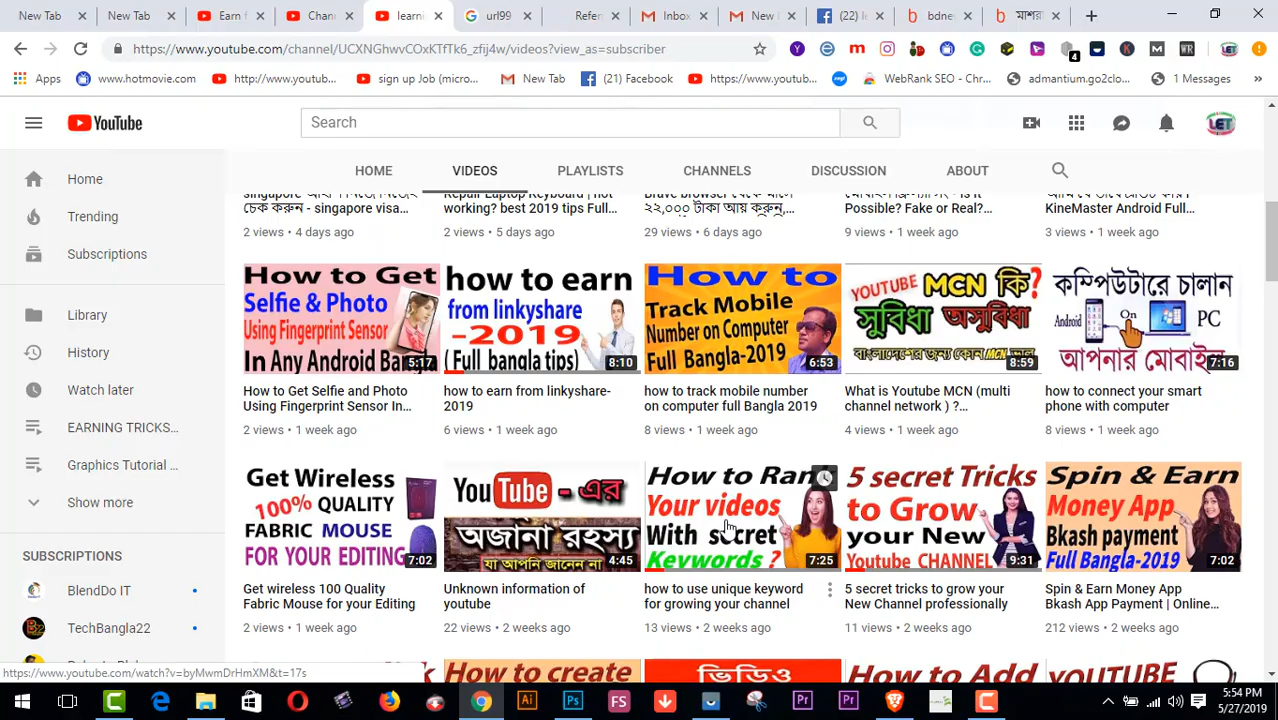 New Tab
New Tab
Earn f
Chann
learni
url99
Referr
Inbox
New I
(22) Ic
bdne
মাশর
https://www.youtube.com/channel/UCXNGhwvCOxKTfTk6_zfij4w/videos?view_as=subscriber
4
Apps
www.hotmovie.com
http://www.youtub...
sign up Job (micro...
New Tab
(21) Facebook
https://www.youtub...
WebRank SEO - Chr...
admantium.go2clo...
1 Messages
YouTube
Search
LET
HOME
VIDEOS
PLAYLISTS
CHANNELS
DISCUSSION
ABOUT
Home
Trending
Subscriptions
Library
History
Watch later
EARNING TRICKS...
Graphics Tutorial ...
Show more
SUBSCRIPTIONS
BlendDo IT
TechBangla22
চেক করুন - singapore visa...
2 views • 4 days ago
Repair Laptop Keyboard | not
working? best 2019 tips Full...
2 views • 5 days ago
২২,০০০ টাকা আয় করুন,...
29 views • 6 days ago
Possible? Fake or Real?...
9 views • 1 week ago
KineMaster Android Full...
3 views • 1 week ago
How to Get
Selfie & Photo
Using Fingerprint Sensor
In Any Android Bang
5:17
How to Get Selfie and Photo
Using Fingerprint Sensor In...
2 views • 1 week ago
how to earn
from linkyshare
-2019
( Full bangla tips)
8:10
how to earn from linkyshare-
2019
6 views • 1 week ago
How to
Track Mobile
Number on Computer
Full Bangla-2019
6:53
how to track mobile number
on computer full Bangla 2019
8 views • 1 week ago
YOUTUBE MCN কি?
সুবিধা অসুবিধা
বাংলাদেশের জন্য কোন MCN ভাল
8:59
What is Youtube MCN (multi
channel network ) ?...
4 views • 1 week ago
কম্পিউটারে চালান
Android On PC
আপনার মোবাইল
7:16
how to connect your smart
phone with computer
8 views • 1 week ago
Get Wireless
100% QUALITY
FABRIC MOUSE
FOR YOUR EDITING
7:02
Get wireless 100 Quality
Fabric Mouse for your Editing
2 views • 1 week ago
You Tube - এর
অজানা রহস্য
যা আপনি জানেন না
4:45
Unknown information of
youtube
22 views • 2 weeks ago
How to Ran
Your videos
With secret
Keywords ?
7:25
how to use unique keyword
for growing your channel
13 views • 2 weeks ago
5 secret Tricks
to Grow
your New
Youtube CHANNEL
9:31
5 secret tricks to grow your
New Channel professionally
11 views • 2 weeks ago
Spin & Earn
Money App
Bkash payment
Full Bangla-2019
7:02
Spin & Earn Money App
Bkash App Payment | Online...
212 views • 2 weeks ago
How to create
ভিডিও
How to Add
YOUTUBE
https://www.youtube.com/watch?v=byMwmDrHmXM&t=17s
5:54 PM
5/27/2019